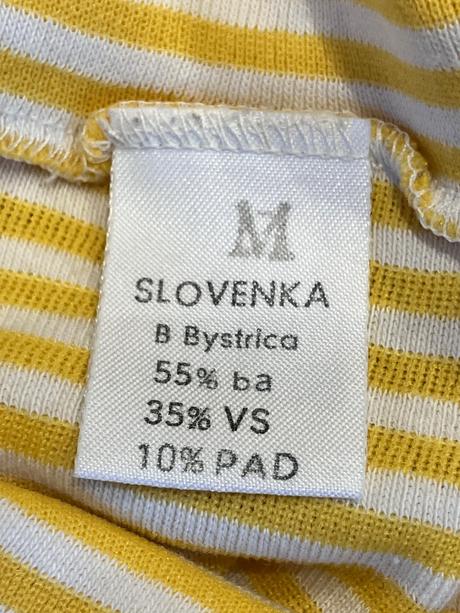 M
SLOVENKA
B Bystrica
55% ba
35% VS
10% PAD